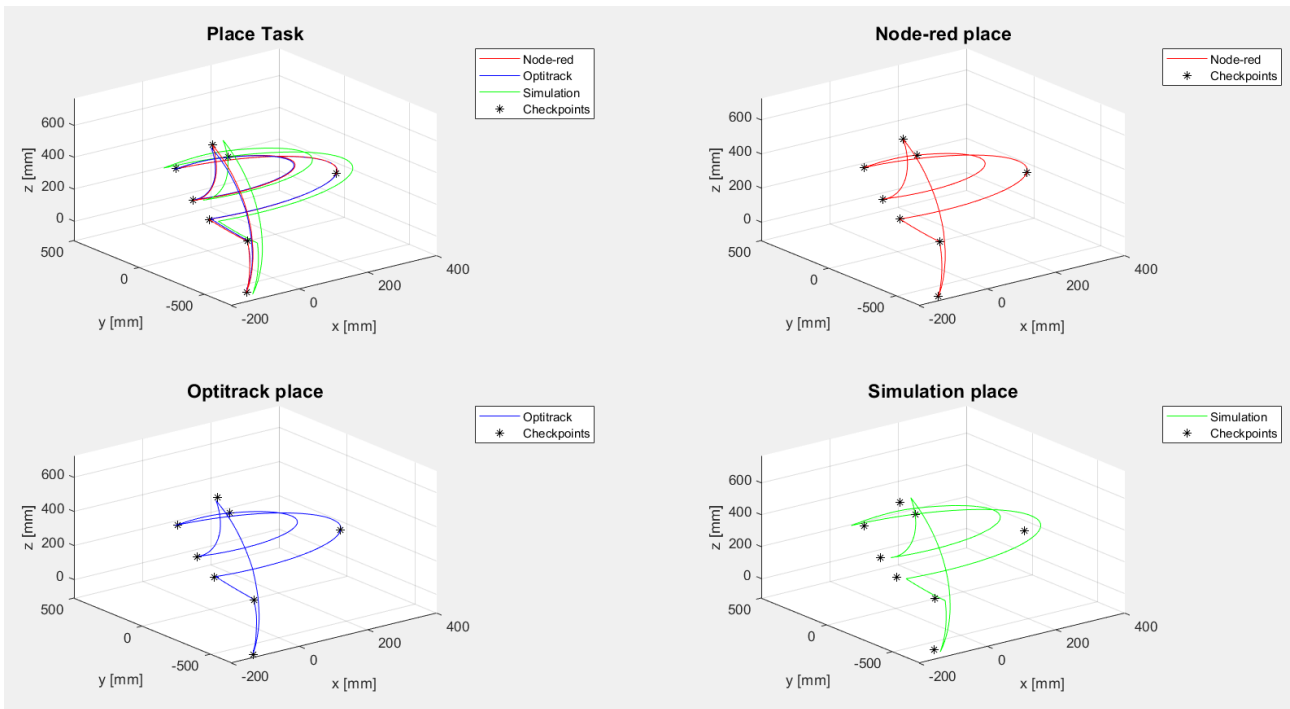 Place Task
Node-red
Optitrack
Simulation
Checkpoints
600
400
200
0
z [mm]
500
0
-500
y [mm]
-200
0
200
400
x [mm]
Node-red place
Node-red
Checkpoints
600
400
200
0
z [mm]
500
0
-500
y [mm]
-200
0
200
400
x [mm]
Optitrack place
Optitrack
Checkpoints
600
400
200
0
z [mm]
500
0
-500
y [mm]
-200
0
200
400
x [mm]
Simulation place
Simulation
Checkpoints
600
400
200
0
z [mm]
500
0
-500
y [mm]
-200
0
200
400
x [mm]